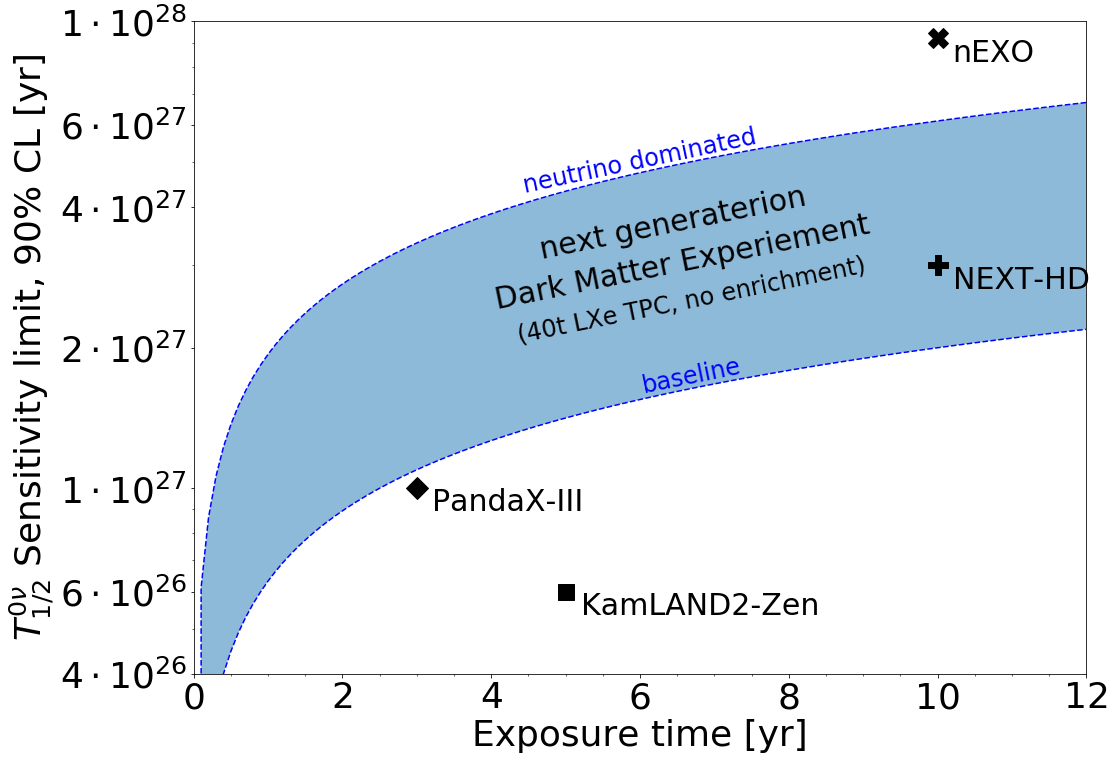 1 · 10^28
6 · 10^27
4 · 10^27
2 · 10^27
1 · 10^27
6 · 10^26
4 · 10^26
T^0ν_1/2 Sensitivity limit, 90% CL [yr]
nEXO
neutrino dominated
next generaterion
Dark Matter Experiement
(40t LXe TPC, no enrichment)
NEXT-HD
baseline
PandaX-III
KamLAND2-Zen
0 2 4 6 8 10 12
Exposure time [yr]